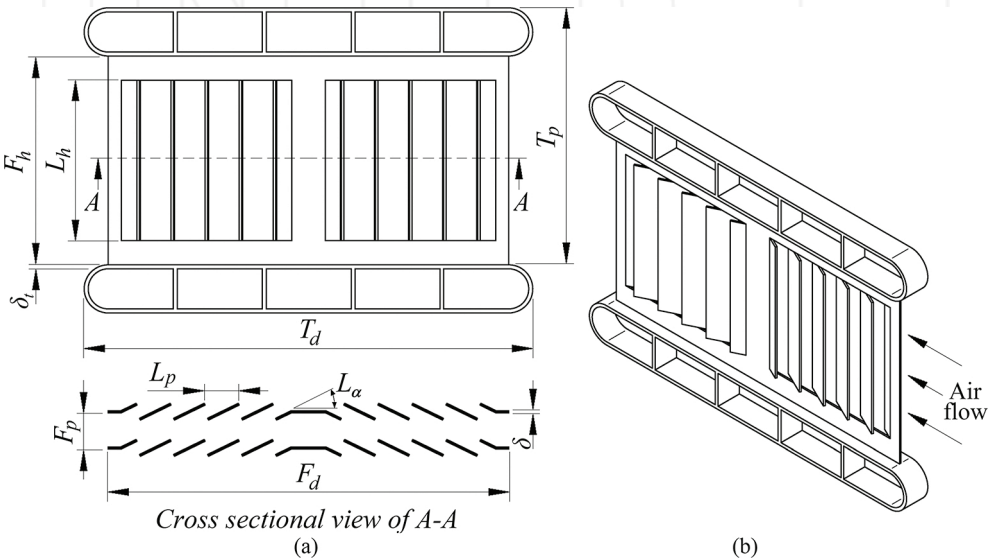 F_h
L_h
T_p
A
A
δ_t
T_d
L_p
L_α
F_p
δ
F_d
Cross sectional view of A-A
(a)
Air
flow
(b)